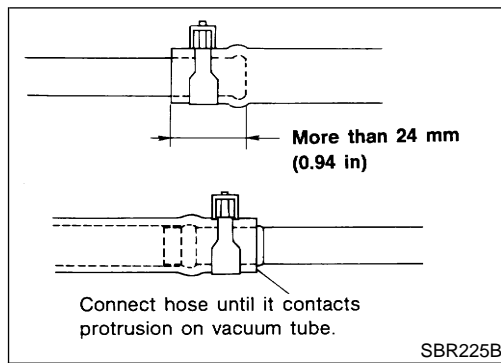 More than 24 mm
(0.94 in)
Connect hose until it contacts
protrusion on vacuum tube.
SBR225B